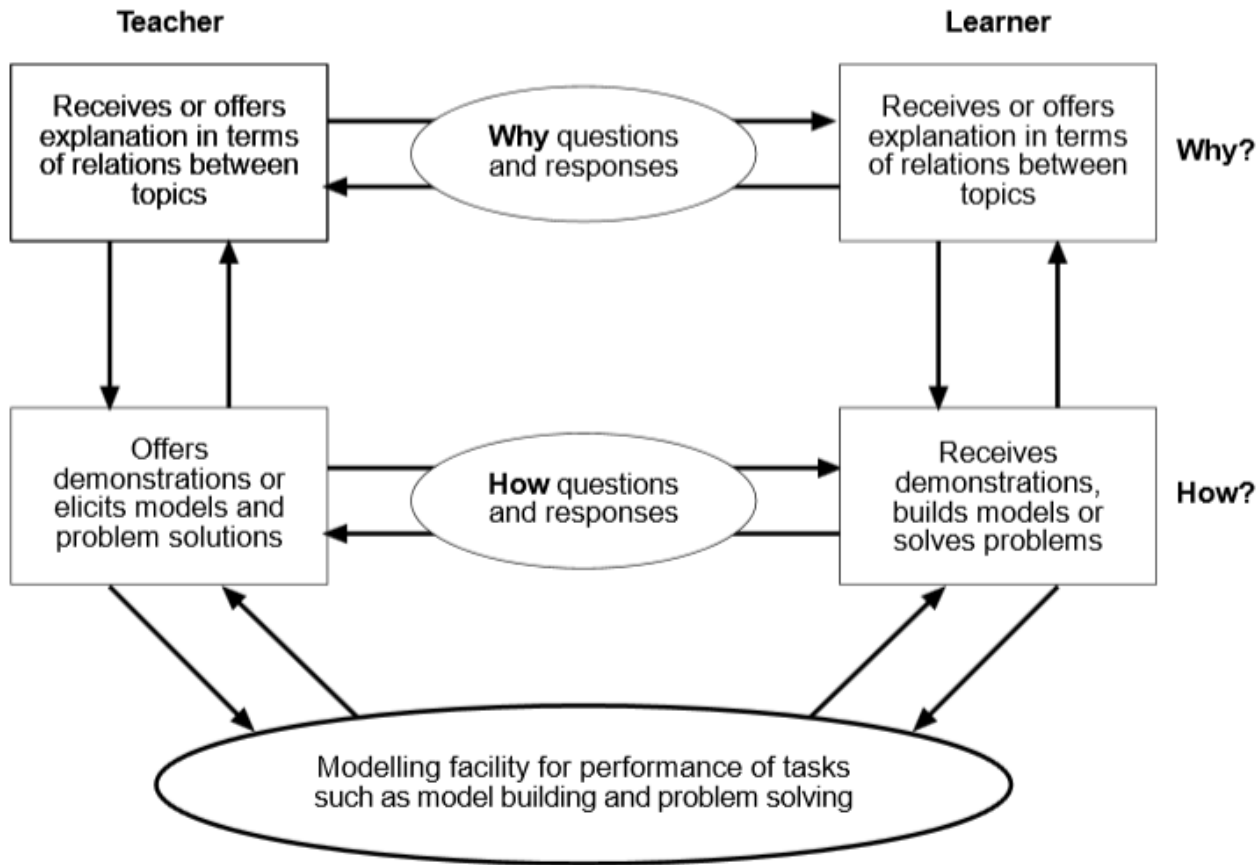 Teacher
Learner
Receives or offers
explanation in terms
of relations between
topics
Why questions
and responses
Receives or offers
explanation in terms
of relations between
topics
Why?
Offers
demonstrations or
elicits models and
problem solutions
How questions
and responses
Receives
demonstrations,
builds models or
solves problems
How?
Modelling facility for performance of tasks
such as model building and problem solving